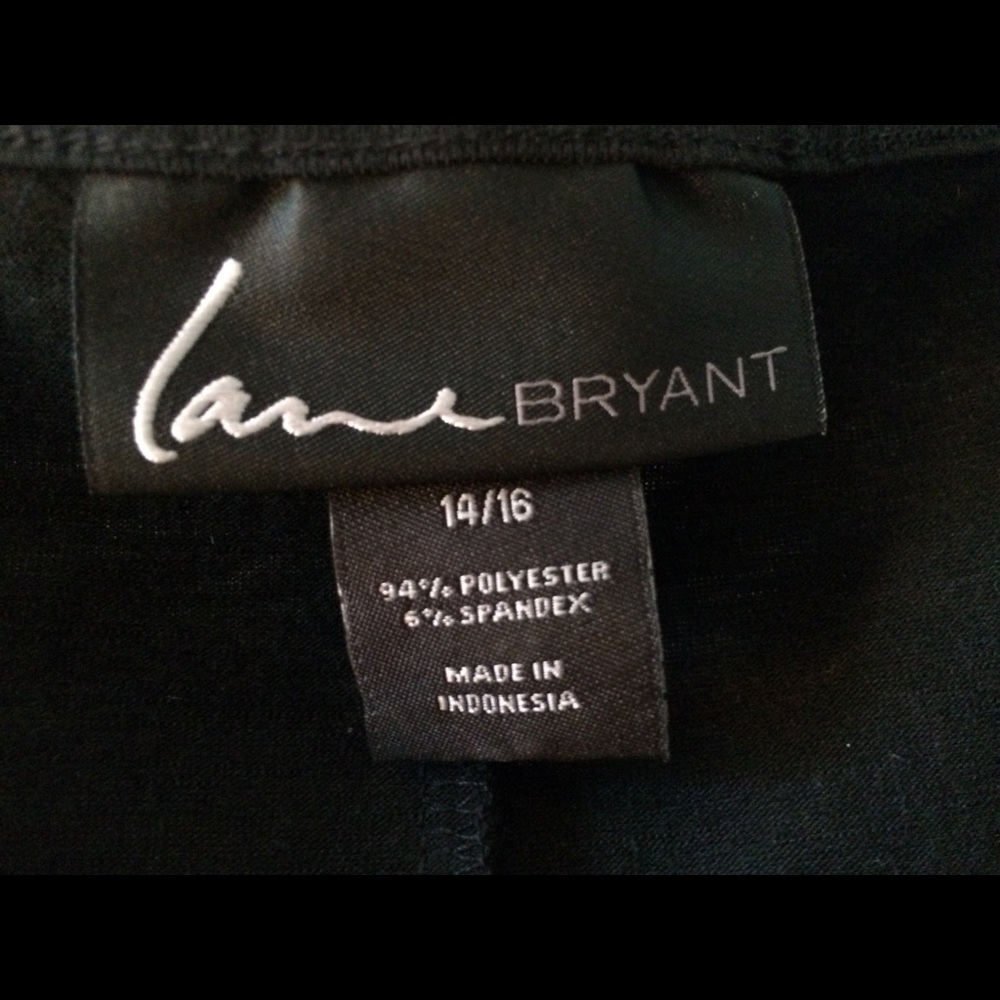 Lane BRYANT
14/16
94% POLYESTER
6% SPANDEX
MADE IN
INDONESIA